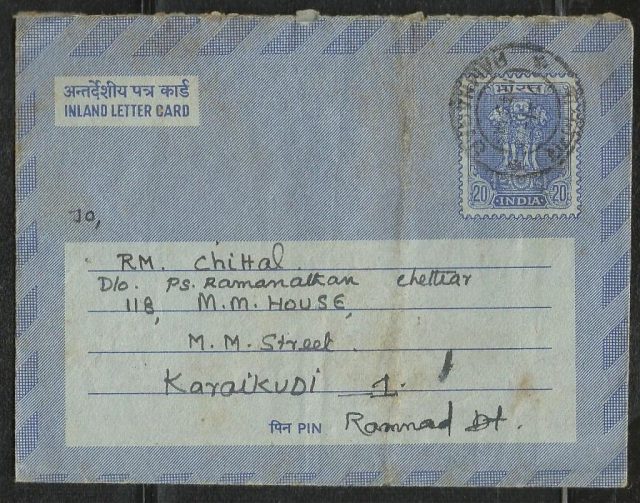 अन्तर्देशीय पत्र कार्ड
INLAND LETTER CARD
भारत
20 INDIA 20
To,
RM. Chittal.
D/o. PS. Ramanathan Chettiar
118, M.M. HOUSE,
M.M. Street.
KaraiKUDI 1.
पिन PIN Ramnad Dt.